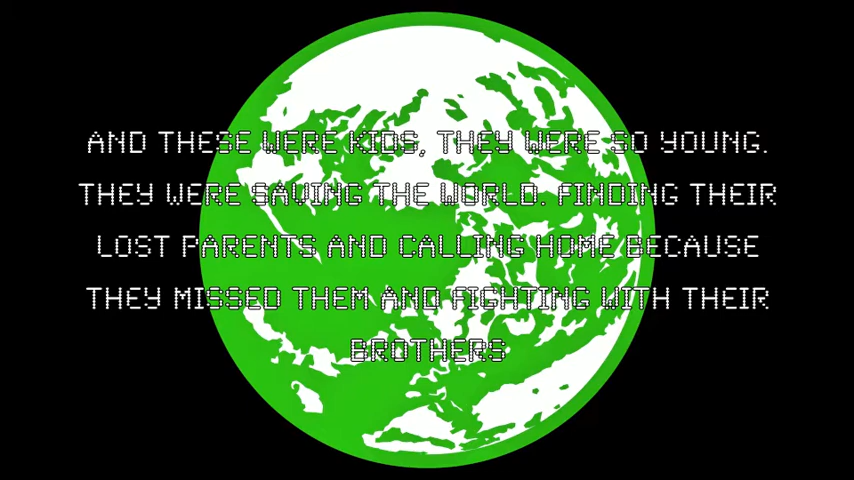 AND THESE WERE KIDS, THEY WERE SO YOUNG.
THEY WERE SAVING THE WORLD. FINDING THEIR
LOST PARENTS AND CALLING HOME BECAUSE
THEY MISSED THEM AND FIGHTING WITH THEIR
BROTHERS